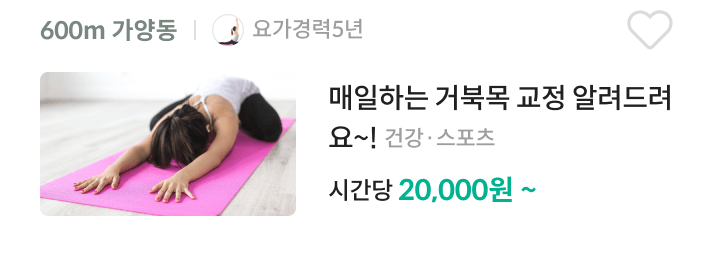 600m 가양동 | 요가경력5년
매일하는 거북목 교정 알려드려
요~! 건강 · 스포츠
시간당 20,000원 ~